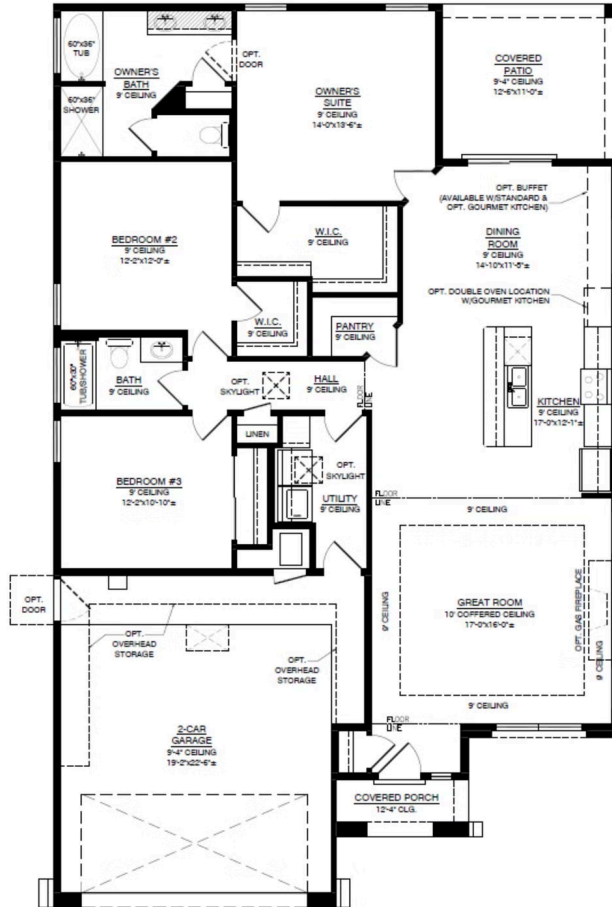 60"x36"
TUB
OWNER'S
BATH
9' CEILING
60"x36"
SHOWER
OPT.
DOOR
OWNER'S
SUITE
9' CEILING
14'-0"x13'-6"±
COVERED
PATIO
9'-4" CEILING
12'-6"x11'-0"±
OPT. BUFFET
(AVAILABLE W/STANDARD &
OPT. GOURMET KITCHEN)
BEDROOM #2
9' CEILING
12'-2"x12'-0"±
W.I.C.
9' CEILING
DINING
ROOM
9' CEILING
14'-10"x11'-5"±
OPT. DOUBLE OVEN LOCATION
W/GOURMET KITCHEN
W.I.C.
9' CEILING
PANTRY
9' CEILING
60"x30"
TUB/SHOWER
BATH
9' CEILING
OPT.
SKYLIGHT
HALL
9' CEILING
FLOOR
LINE
KITCHEN
9' CEILING
17'-0"x12'-1"±
LINEN
OPT.
SKYLIGHT
UTILITY
9' CEILING
BEDROOM #3
9' CEILING
12'-2"x10'-10"±
FLOOR
LINE
9' CEILING
OPT.
DOOR
GREAT ROOM
10' COFFERED CEILING
17'-0"x16'-0"±
9' CEILING
OPT. GAS FIREPLACE
9' CEILING
OPT.
OVERHEAD
STORAGE
OPT.
OVERHEAD
STORAGE
9' CEILING
FLOOR
LINE
2-CAR
GARAGE
9'-4" CEILING
19'-2"x22'-6"±
COVERED PORCH
12'-4" CLG.